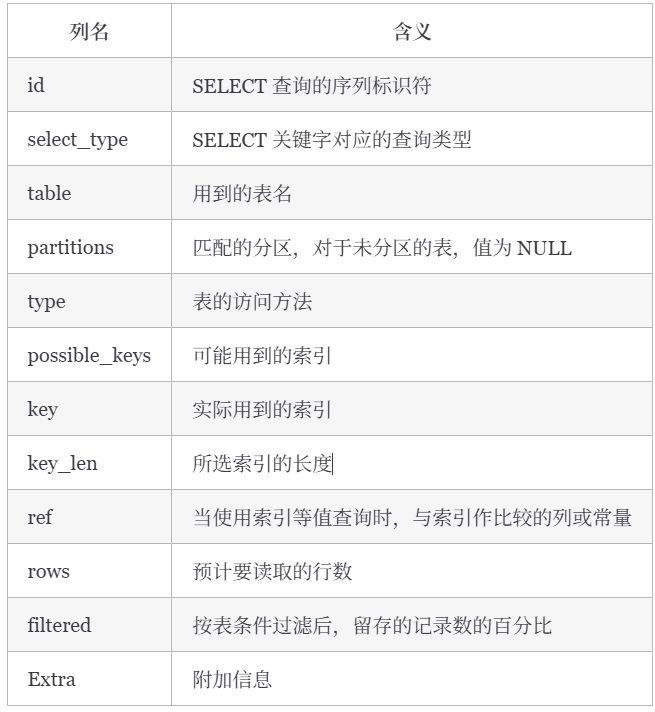 列名 含义
id SELECT 查询的序列标识符
select_type SELECT 关键字对应的查询类型
table 用到的表名
partitions 匹配的分区，对于未分区的表，值为 NULL
type 表的访问方法
possible_keys 可能用到的索引
key 实际用到的索引
key_len 所选索引的长度
ref 当使用索引等值查询时，与索引作比较的列或常量
rows 预计要读取的行数
filtered 按表条件过滤后，留存的记录数的百分比
Extra 附加信息